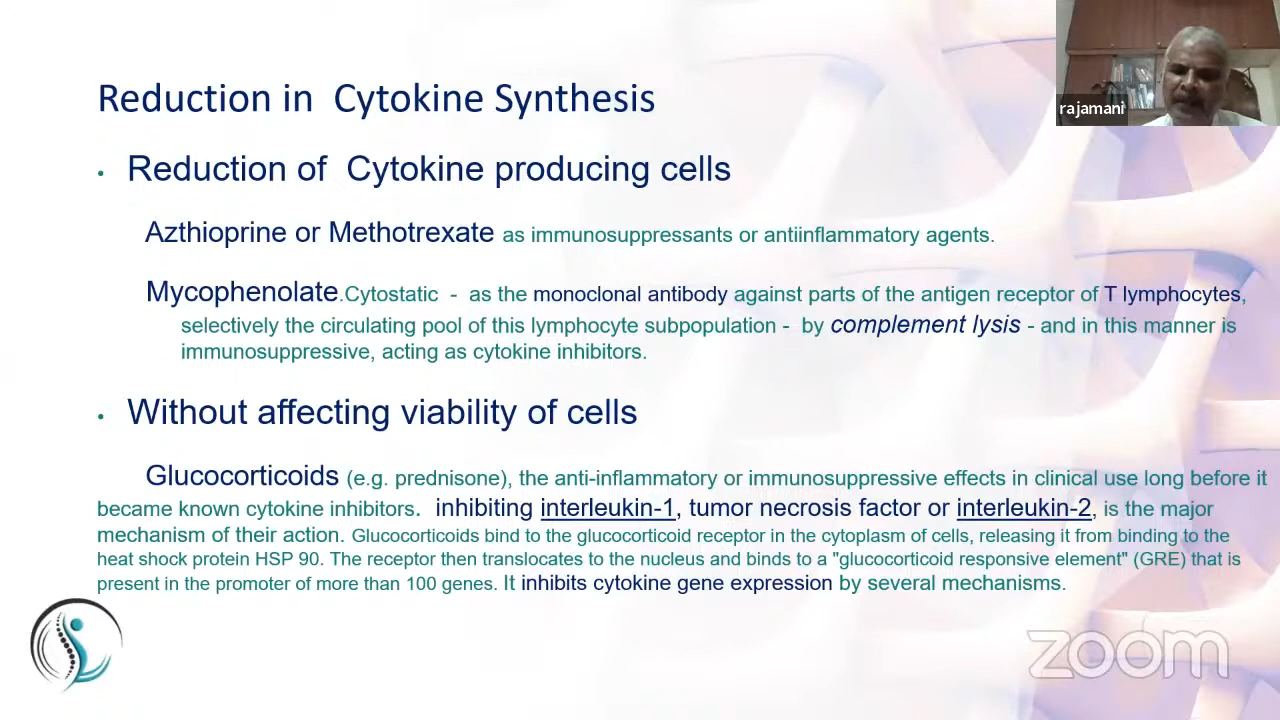 rajamani
Reduction in Cytokine Synthesis
• Reduction of Cytokine producing cells
Azthioprine or Methotrexate as immunosuppressants or antiinflammatory agents.
Mycophenolate.Cytostatic - as the monoclonal antibody against parts of the antigen receptor of T lymphocytes,
selectively the circulating pool of this lymphocyte subpopulation - by complement lysis - and in this manner is
immunosuppressive, acting as cytokine inhibitors.
• Without affecting viability of cells
Glucocorticoids (e.g. prednisone), the anti-inflammatory or immunosuppressive effects in clinical use long before it
became known cytokine inhibitors. inhibiting interleukin-1, tumor necrosis factor or interleukin-2, is the major
mechanism of their action. Glucocorticoids bind to the glucocorticoid receptor in the cytoplasm of cells, releasing it from binding to the
heat shock protein HSP 90. The receptor then translocates to the nucleus and binds to a "glucocorticoid responsive element" (GRE) that is
present in the promoter of more than 100 genes. It inhibits cytokine gene expression by several mechanisms.
zoom